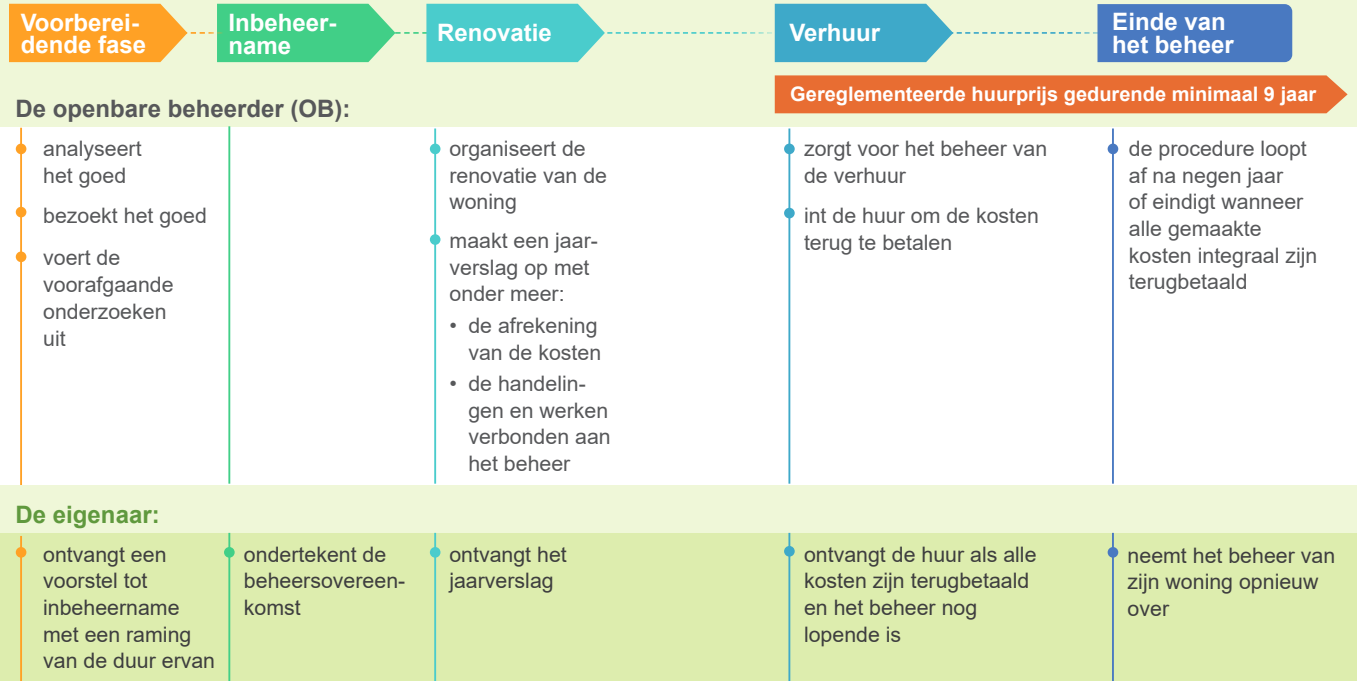 Voorberei-
dende fase
Inbeheer-
name
Renovatie
Verhuur
Einde van
het beheer
Gereglementeerde huurprijs gedurende minimaal 9 jaar
De openbare beheerder (OB):
analyseert
het goed
bezoekt het goed
voert de
voorafgaande
onderzoeken
uit
organiseert de
renovatie van de
woning
maakt een jaar-
verslag op met
onder meer:
• de afrekening
van de kosten
• de handelin-
gen en werken
verbonden aan
het beheer
zorgt voor het beheer van
de verhuur
int de huur om de kosten
terug te betalen
de procedure loopt
af na negen jaar
of eindigt wanneer
alle gemaakte
kosten integraal zijn
terugbetaald
De eigenaar:
ontvangt een
voorstel tot
inbeheername
met een raming
van de duur ervan
ondertekent de
beheersovereen-
komst
ontvangt het
jaarverslag
ontvangt de huur als alle
kosten zijn terugbetaald
en het beheer nog
lopende is
neemt het beheer van
zijn woning opnieuw
over